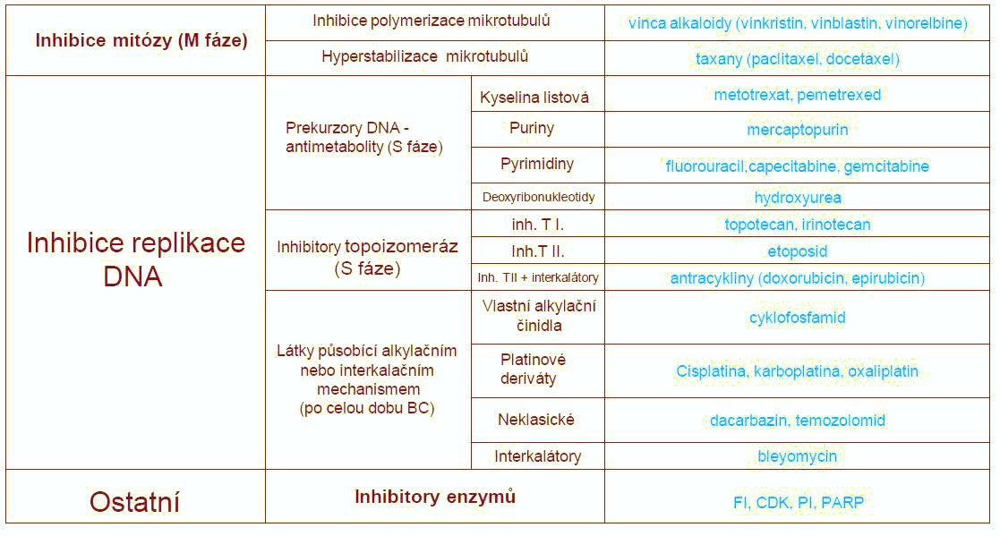 Inhibice mitózy (M fáze)
Inhibice polymerizace mikrotubulů
vinca alkaloidy (vinkristin, vinblastin, vinorelbine)
Hyperstabilizace mikrotubulů
taxany (paclitaxel, docetaxel)
Inhibice replikace
DNA
Prekurzory DNA -
antimetabolity (S fáze)
Kyselina listová
metotrexat, pemetrexed
Puriny
mercaptopurin
Pyrimidiny
fluorouracil,capecitabine, gemcitabine
Deoxyribonukleotidy
hydroxyurea
Inhibitory topoizomeráz
(S fáze)
inh. T I.
topotecan, irinotecan
Inh.T II.
etoposid
Inh. TII + interkalátory
antracykliny (doxorubicin, epirubicin)
Látky působící alkylačním
nebo interkalačním
mechanismem
(po celou dobu BC)
Vlastní alkylační
činidla
cyklofosfamid
Platinové
deriváty
Cisplatina, karboplatina, oxaliplatin
Neklasické
dacarbazin, temozolomid
Interkalátory
bleyomycin
Ostatní
Inhibitory enzymů
FI, CDK, PI, PARP